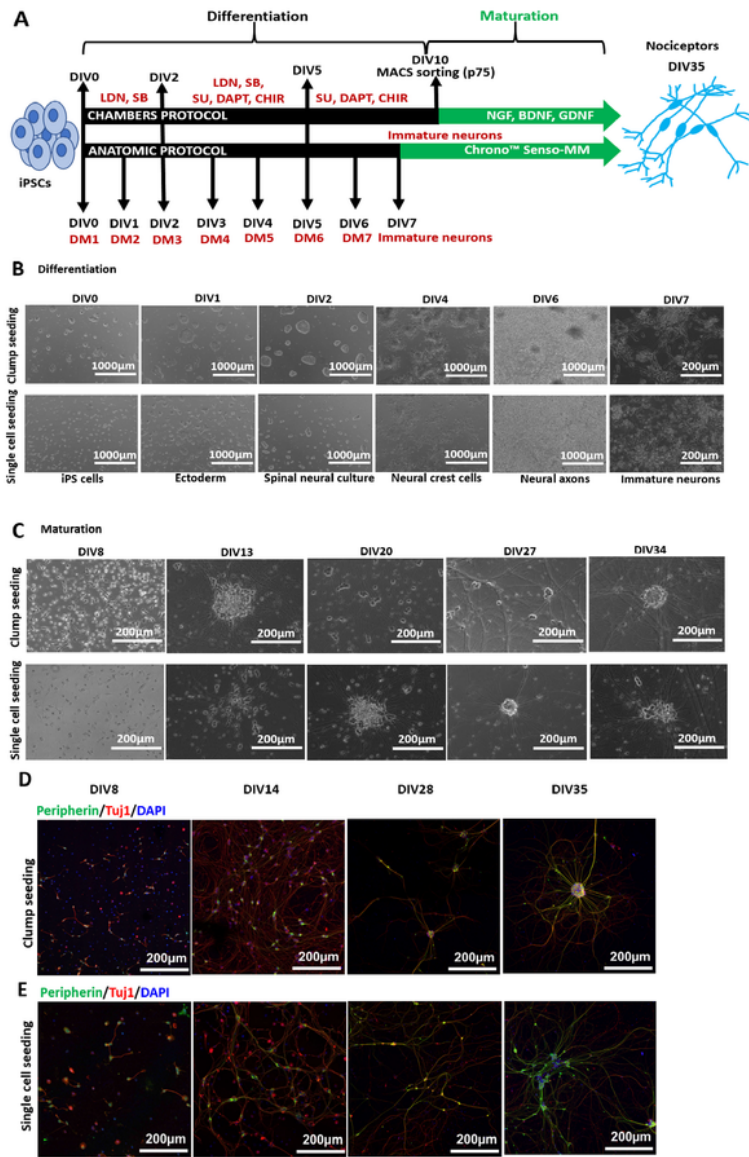 A
Differentiation
Maturation
DIV0
DIV2
DIV5
DIV10
MACS sorting (p75)
Nociceptors
DIV35
LDN, SB
LDN, SB,
SU, DAPT, CHIR
SU, DAPT, CHIR
CHAMBERS PROTOCOL
NGF, BDNF, GDNF
Immature neurons
ANATOMIC PROTOCOL
Chrono™ Senso-MM
iPSCs
DIV0 DIV1 DIV2 DIV3 DIV4 DIV5 DIV6 DIV7
DM1 DM2 DM3 DM4 DM5 DM6 DM7 Immature neurons
B Differentiation
DIV0 DIV1 DIV2 DIV4 DIV6 DIV7
Clump seeding
1000µm 1000µm 1000µm 1000µm 1000µm 200µm
Single cell seeding
1000µm 1000µm 1000µm 1000µm 1000µm 200µm
iPS cells Ectoderm Spinal neural culture Neural crest cells Neural axons Immature neurons
C Maturation
DIV8 DIV13 DIV20 DIV27 DIV34
Clump seeding
200µm 200µm 200µm 200µm 200µm
Single cell seeding
200µm 200µm 200µm 200µm 200µm
D DIV8 DIV14 DIV28 DIV35
Peripherin/Tuj1/DAPI
Clump seeding
200µm 200µm 200µm 200µm
E Peripherin/Tuj1/DAPI
Single cell seeding
200µm 200µm 200µm 200µm